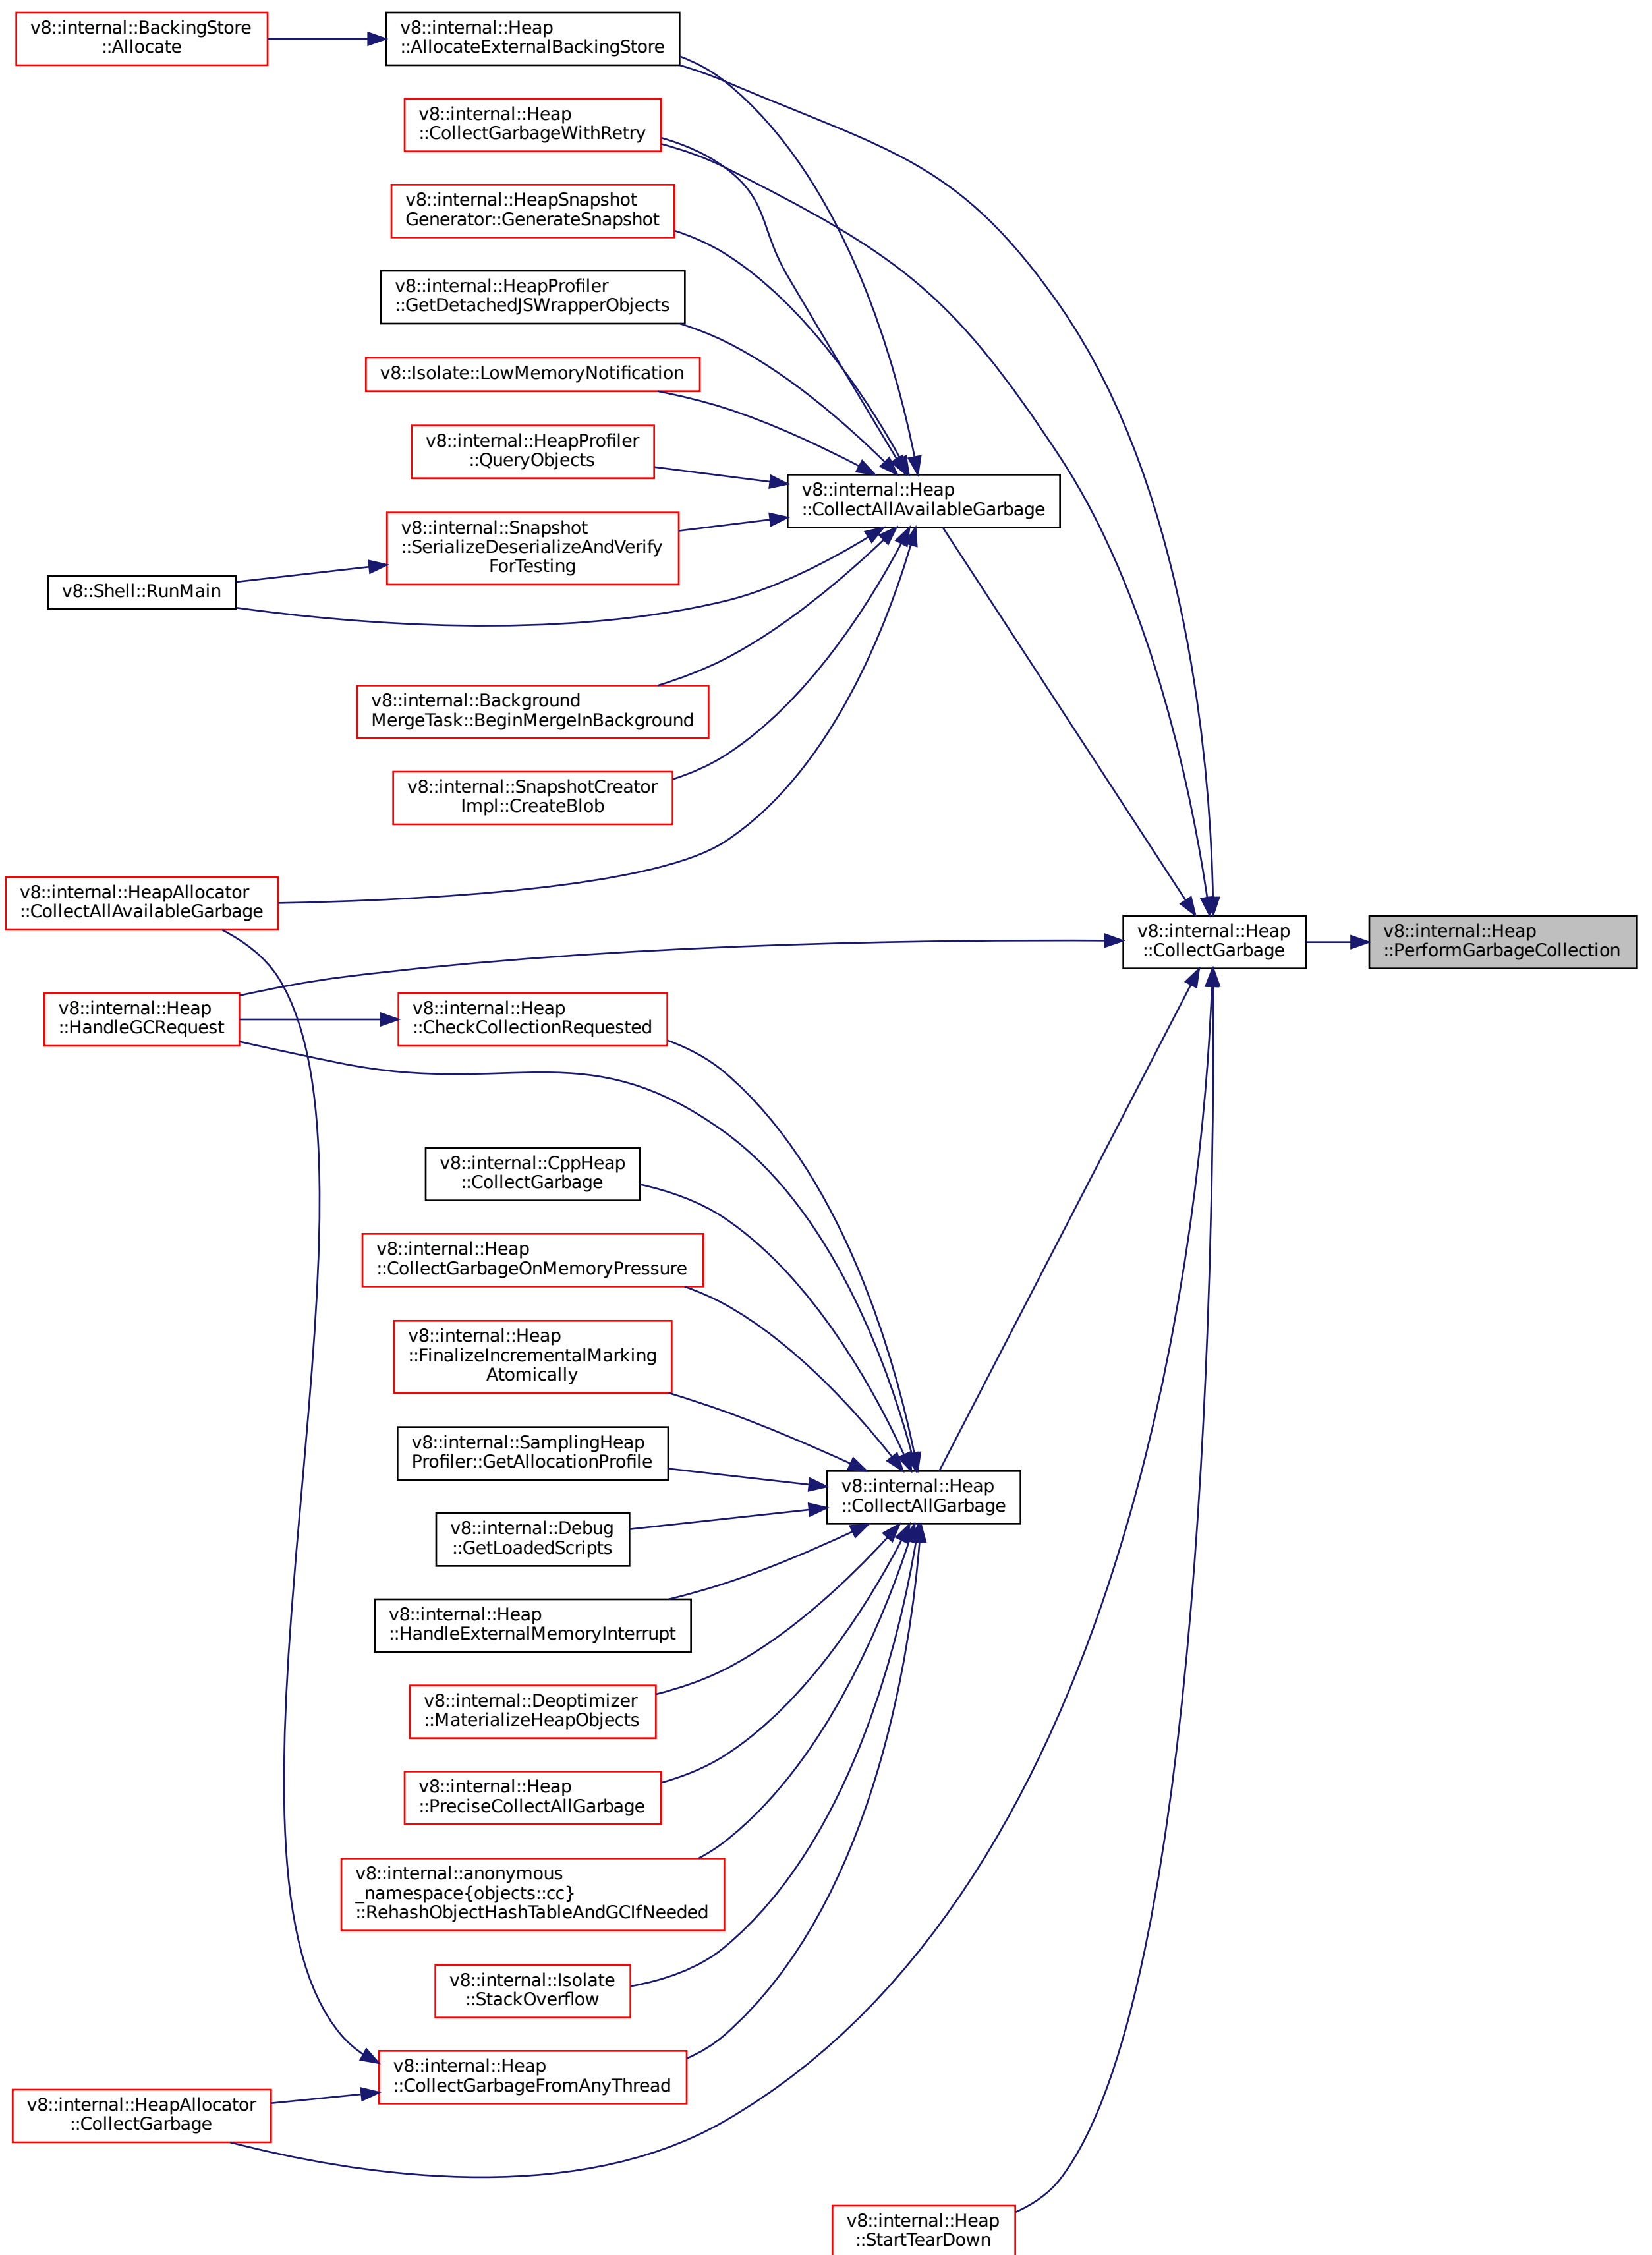 v8::internal::BackingStore
::Allocate
v8::internal::Heap
::AllocateExternalBackingStore
v8::internal::Heap
::CollectGarbageWithRetry
v8::internal::HeapSnapshot
Generator::GenerateSnapshot
v8::internal::HeapProfiler
::GetDetachedJSWrapperObjects
v8::Isolate::LowMemoryNotification
v8::internal::HeapProfiler
::QueryObjects
v8::internal::Heap
::CollectAllAvailableGarbage
v8::internal::Snapshot
::SerializeDeserializeAndVerify
ForTesting
v8::Shell::RunMain
v8::internal::Background
MergeTask::BeginMergeInBackground
v8::internal::SnapshotCreator
Impl::CreateBlob
v8::internal::HeapAllocator
::CollectAllAvailableGarbage
v8::internal::Heap
::CollectGarbage
v8::internal::Heap
::PerformGarbageCollection
v8::internal::Heap
::HandleGCRequest
v8::internal::Heap
::CheckCollectionRequested
v8::internal::CppHeap
::CollectGarbage
v8::internal::Heap
::CollectGarbageOnMemoryPressure
v8::internal::Heap
::FinalizeIncrementalMarking
Atomically
v8::internal::SamplingHeap
Profiler::GetAllocationProfile
v8::internal::Heap
::CollectAllGarbage
v8::internal::Debug
::GetLoadedScripts
v8::internal::Heap
::HandleExternalMemoryInterrupt
v8::internal::Deoptimizer
::MaterializeHeapObjects
v8::internal::Heap
::PreciseCollectAllGarbage
v8::internal::anonymous
_namespace{objects::cc}
::RehashObjectHashTableAndGCIfNeeded
v8::internal::Isolate
::StackOverflow
v8::internal::Heap
::CollectGarbageFromAnyThread
v8::internal::HeapAllocator
::CollectGarbage
v8::internal::Heap
::StartTearDown